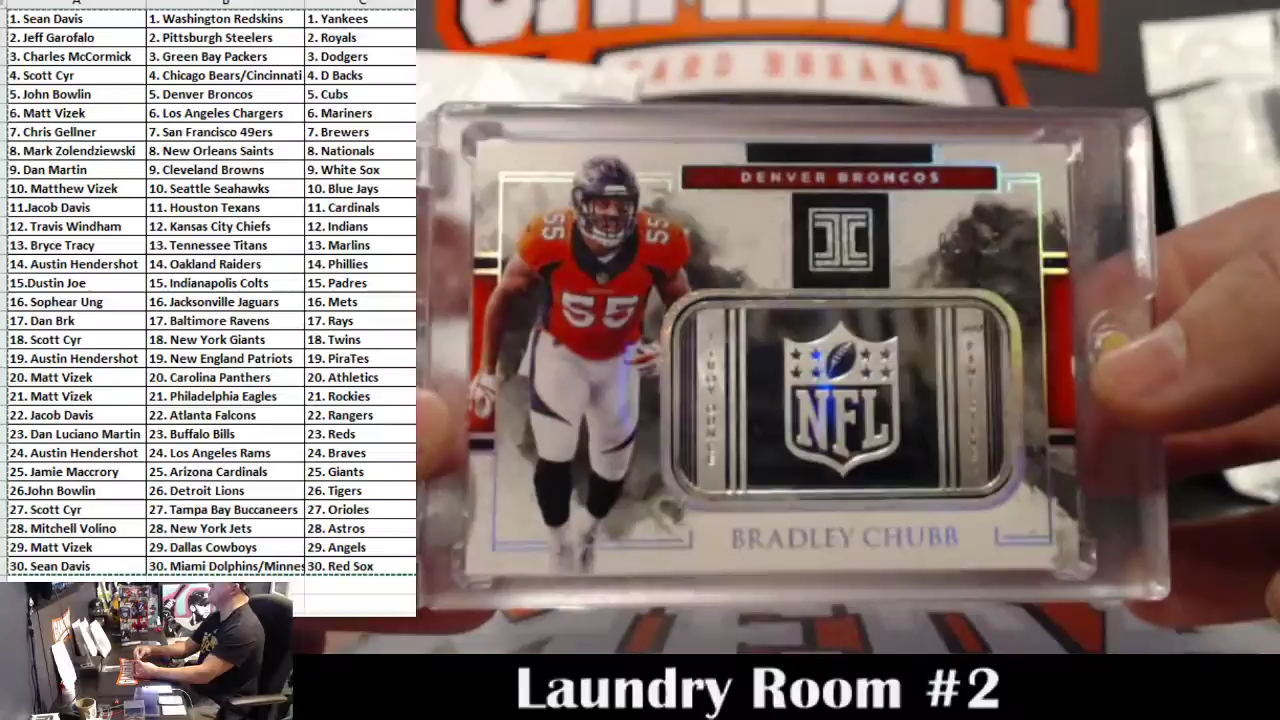 A B C
1. Sean Davis 1. Washington Redskins 1. Yankees
2. Jeff Garofalo 2. Pittsburgh Steelers 2. Royals
3. Charles McCormick 3. Green Bay Packers 3. Dodgers
4. Scott Cyr 4. Chicago Bears/Cincinnati 4. D Backs
5. John Bowlin 5. Denver Broncos 5. Cubs
6. Matt Vizek 6. Los Angeles Chargers 6. Mariners
7. Chris Gellner 7. San Francisco 49ers 7. Brewers
8. Mark Zolendziewski 8. New Orleans Saints 8. Nationals
9. Dan Martin 9. Cleveland Browns 9. White Sox
10. Matthew Vizek 10. Seattle Seahawks 10. Blue Jays
11.Jacob Davis 11. Houston Texans 11. Cardinals
12. Travis Windham 12. Kansas City Chiefs 12. Indians
13. Bryce Tracy 13. Tennessee Titans 13. Marlins
14. Austin Hendershot 14. Oakland Raiders 14. Phillies
15.Dustin Joe 15. Indianapolis Colts 15. Padres
16. Sophear Ung 16. Jacksonville Jaguars 16. Mets
17. Dan Brk 17. Baltimore Ravens 17. Rays
18. Scott Cyr 18. New York Giants 18. Twins
19. Austin Hendershot 19. New England Patriots 19. PiraTes
20. Matt Vizek 20. Carolina Panthers 20. Athletics
21. Matt Vizek 21. Philadelphia Eagles 21. Rockies
22. Jacob Davis 22. Atlanta Falcons 22. Rangers
23. Dan Luciano Martin 23. Buffalo Bills 23. Reds
24. Austin Hendershot 24. Los Angeles Rams 24. Braves
25. Jamie Maccrory 25. Arizona Cardinals 25. Giants
26.John Bowlin 26. Detroit Lions 26. Tigers
27. Scott Cyr 27. Tampa Bay Buccaneers 27. Orioles
28. Mitchell Volino 28. New York Jets 28. Astros
29. Matt Vizek 29. Dallas Cowboys 29. Angels
30. Sean Davis 30. Miami Dolphins/Minnes 30. Red Sox
CARD BREAKS
DENVER BRONCOS
55 55
55
NFL
BRADLEY CHUBB
Laundry Room #2